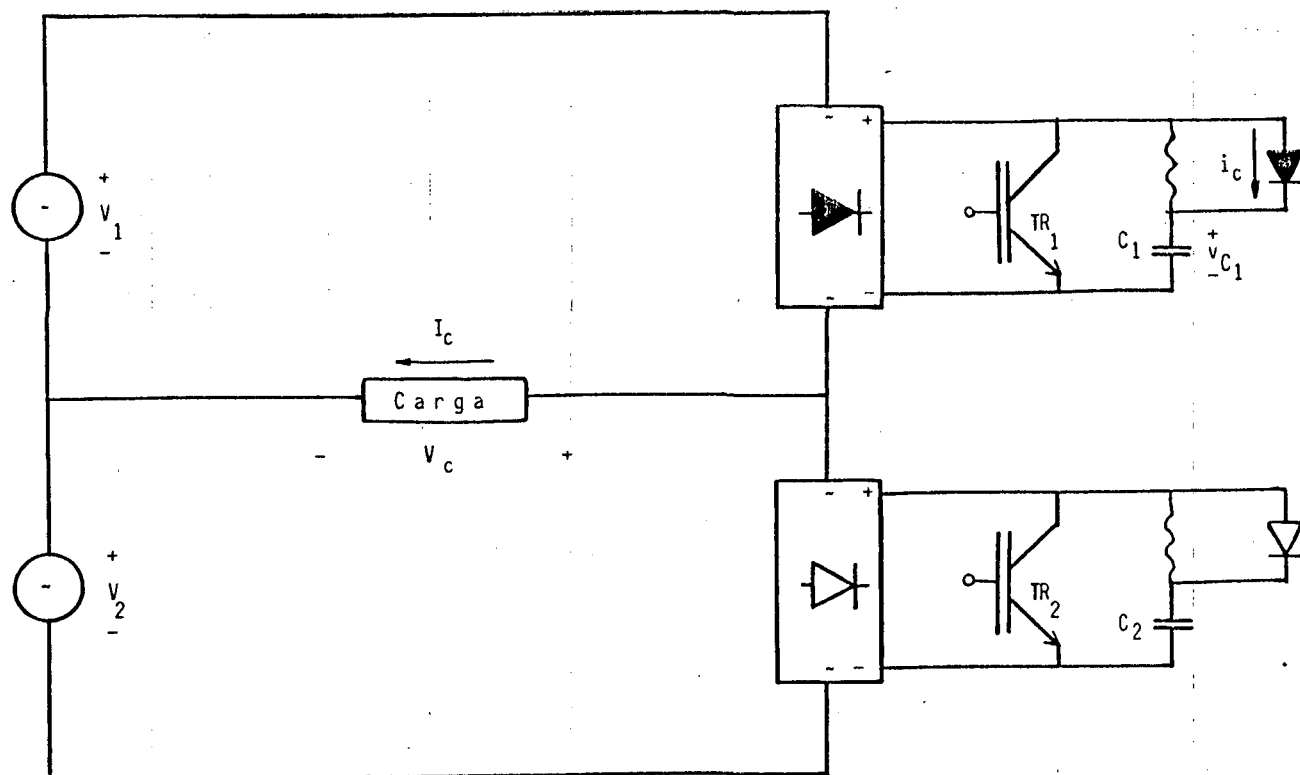 +
V1
-
+
V2
-
Ic
Carga
- Vc +
~ +
TR1
~ -
C1
+
vC1
-
ic
~ +
TR2
~ -
C2